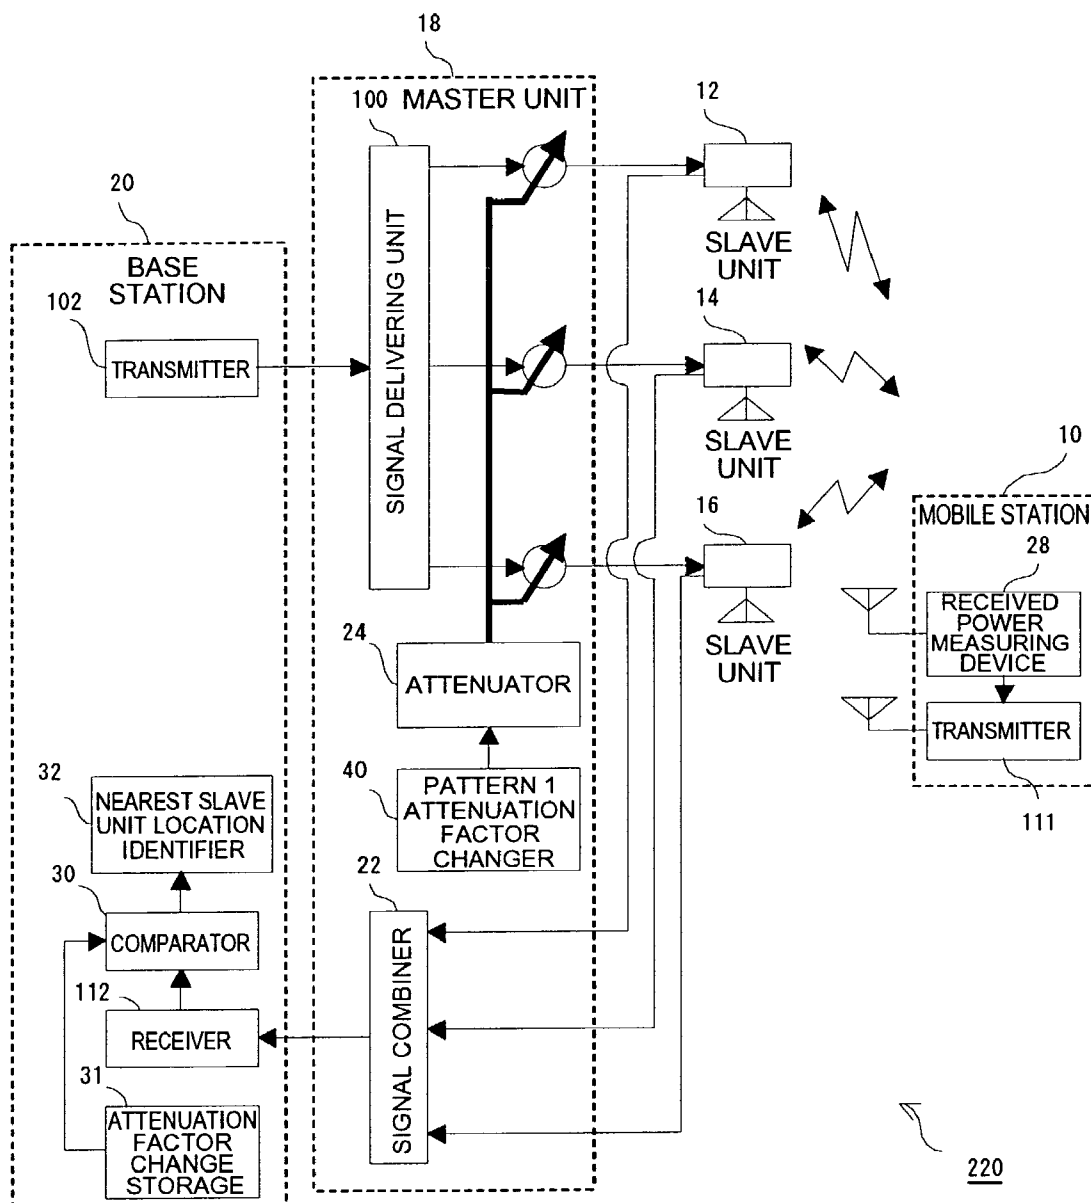 18
100
MASTER UNIT
12
20
BASE
STATION
102
TRANSMITTER
SIGNAL DELIVERING UNIT
SLAVE
UNIT
14
SLAVE
UNIT
10
16
MOBILE STATION
28
RECEIVED
POWER
MEASURING
DEVICE
SLAVE
UNIT
24
ATTENUATOR
TRANSMITTER
111
32
NEAREST SLAVE
UNIT LOCATION
IDENTIFIER
40
PATTERN 1
ATTENUATION
FACTOR
CHANGER
30
COMPARATOR
22
SIGNAL COMBINER
112
RECEIVER
31
ATTENUATION
FACTOR
CHANGE
STORAGE
220